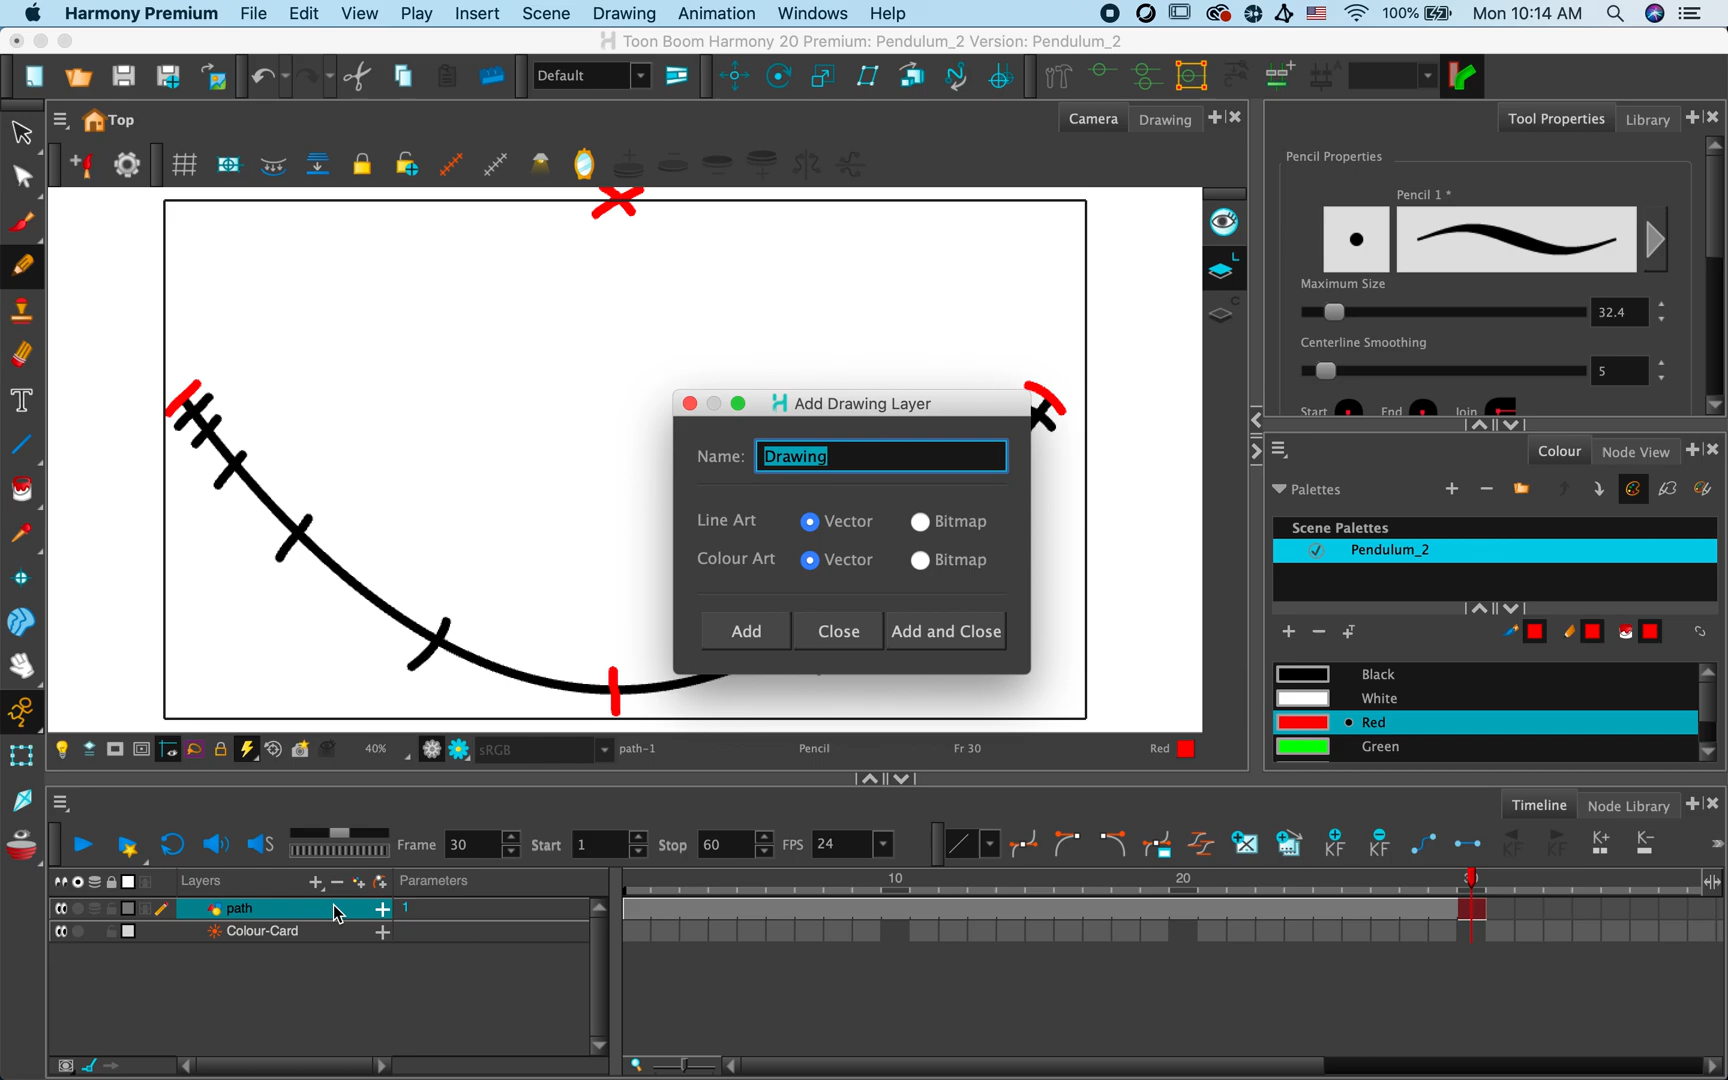 Harmony Premium File Edit View Play Insert Scene Drawing Animation Windows Help 100% Mon 10:14 AM
Toon Boom Harmony 20 Premium: Pendulum_2 Version: Pendulum_2
Default
Top Camera Drawing Tool Properties Library
Pencil Properties
Pencil 1 *
Maximum Size
32.4
Centerline Smoothing
5
Start End Join
Add Drawing Layer
Name: Drawing
Line Art Vector Bitmap
Colour Art Vector Bitmap
Add Close Add and Close
Colour Node View
Palettes
Scene Palettes
Pendulum_2
Black
White
Red
Green
40% sRGB path-1 Pencil Fr 30 Red
Timeline Node Library
Frame 30 Start 1 Stop 60 FPS 24 KF KF KF KF K+ K-
Layers Parameters 10 20 30
path 1
Colour-Card